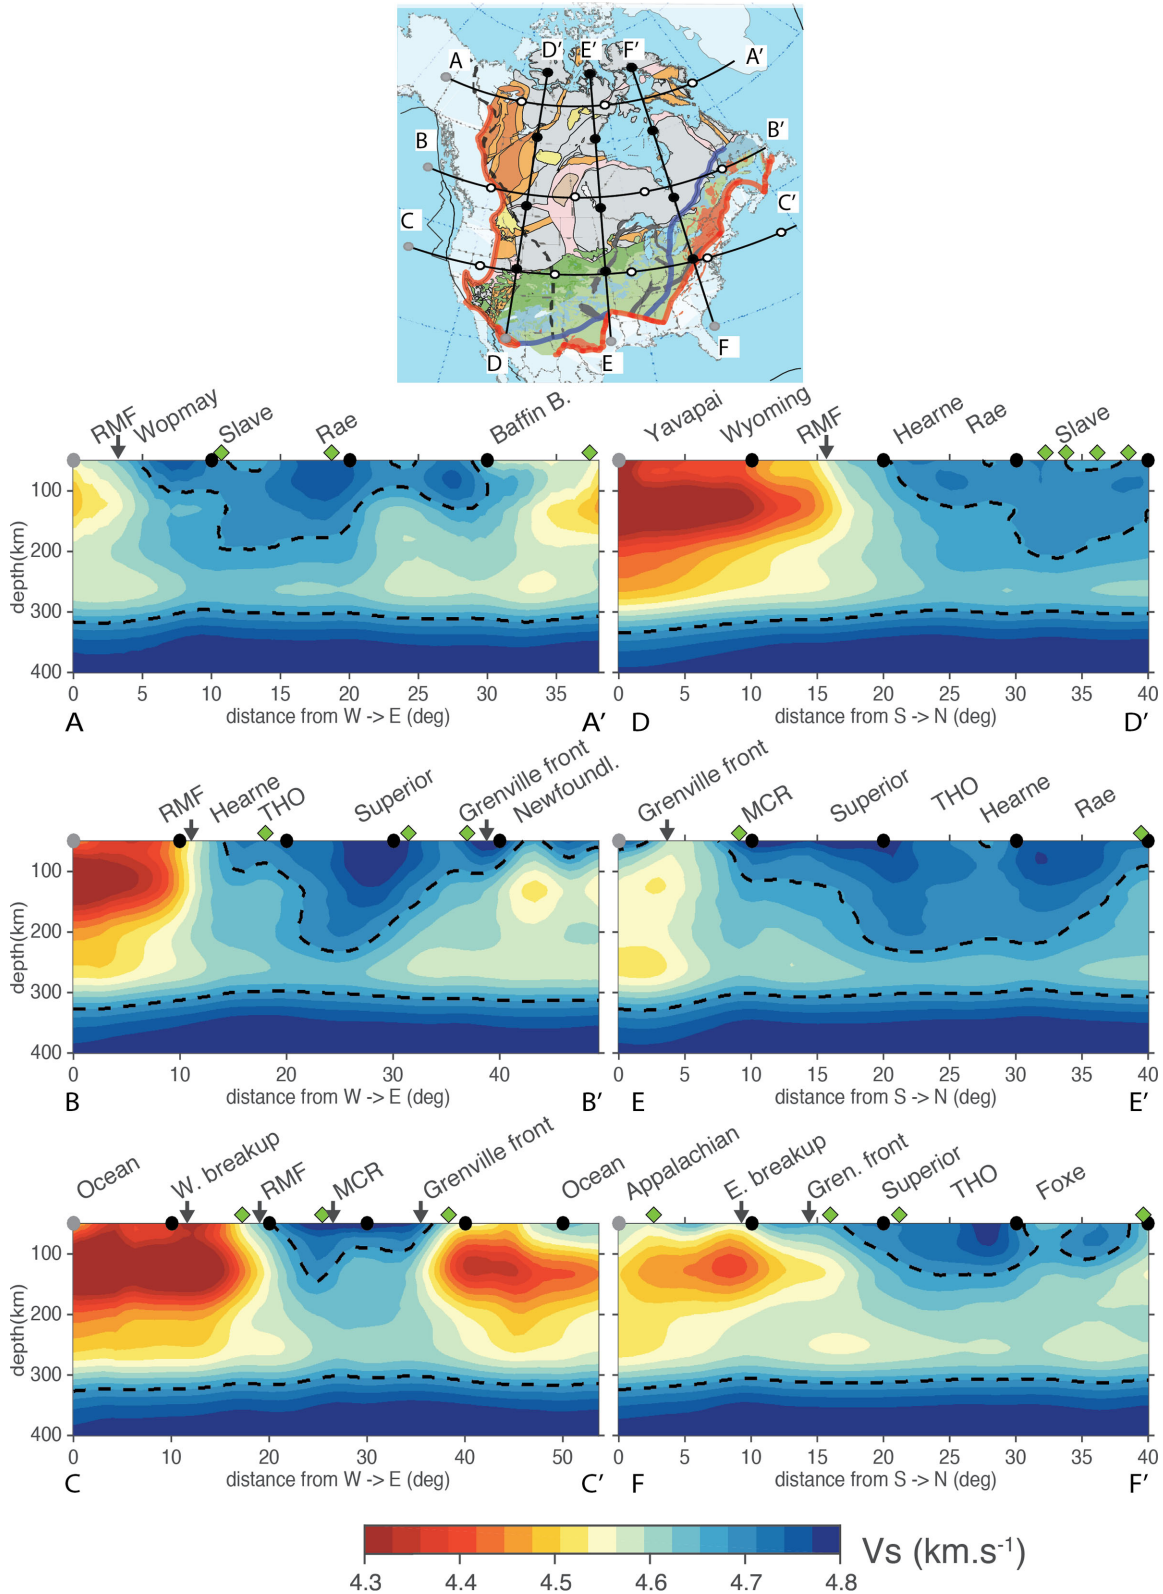 D' E' F'
A A'
B B'
C C'
D E F
RMF Wopmay Slave Rae Baffin B.
Yavapai Wyoming RMF Hearne Rae Slave
depth(km)
100
200
300
400
0 5 10 15 20 25 30 35
0 5 10 15 20 25 30 35 40
A distance from W -> E (deg) A'
D distance from S -> N (deg) D'
RMF Hearne THO Superior Grenville front Newfoundl.
Grenville front MCR Superior THO Hearne Rae
depth(km)
100
200
300
400
0 10 20 30 40
0 5 10 15 20 25 30 35 40
B distance from W -> E (deg) B'
E distance from S -> N (deg) E'
Ocean W. breakup RMF MCR Grenville front Ocean
Appalachian E. breakup Gren. front Superior THO Foxe
depth(km)
100
200
300
400
0 10 20 30 40 50
0 5 10 15 20 25 30 35 40
C distance from W -> E (deg) C'
F distance from S -> N (deg) F'
Vs (km.s-1)
4.3 4.4 4.5 4.6 4.7 4.8